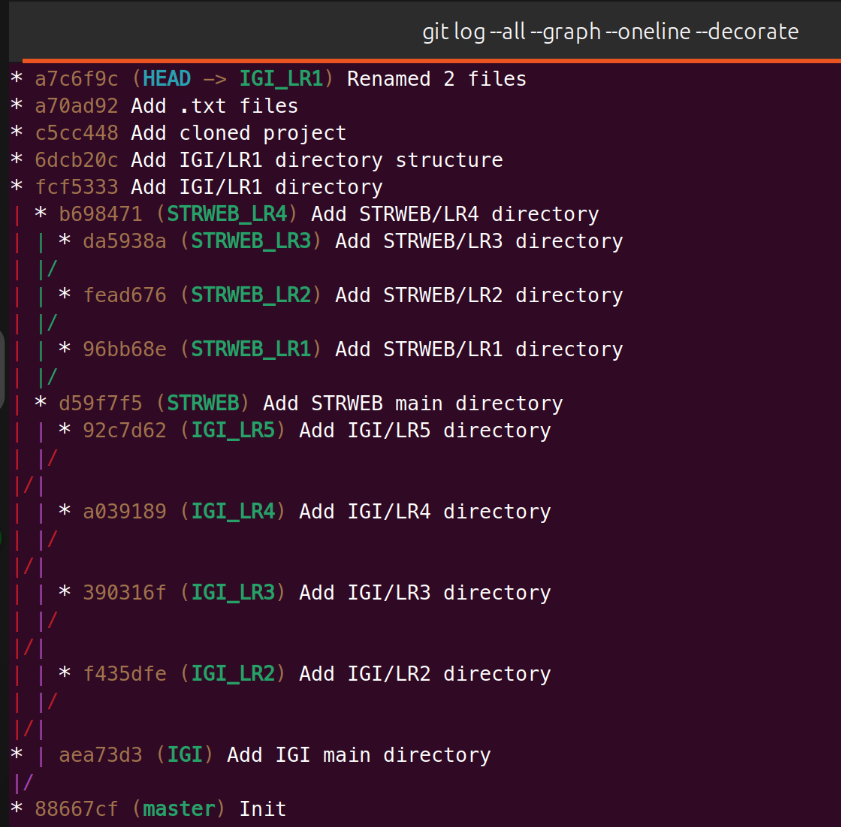 git log --all --graph --oneline --decorate
* a7c6f9c (HEAD -> IGI_LR1) Renamed 2 files
* a70ad92 Add .txt files
* c5cc448 Add cloned project
* 6dcb20c Add IGI/LR1 directory structure
* fcf5333 Add IGI/LR1 directory
| * b698471 (STRWEB_LR4) Add STRWEB/LR4 directory
| | * da5938a (STRWEB_LR3) Add STRWEB/LR3 directory
| |/
| | * fead676 (STRWEB_LR2) Add STRWEB/LR2 directory
| |/
| | * 96bb68e (STRWEB_LR1) Add STRWEB/LR1 directory
| |/
| * d59f7f5 (STRWEB) Add STRWEB main directory
| | * 92c7d62 (IGI_LR5) Add IGI/LR5 directory
| |/
|/|
| | * a039189 (IGI_LR4) Add IGI/LR4 directory
| |/
|/|
| | * 390316f (IGI_LR3) Add IGI/LR3 directory
| |/
|/|
| | * f435dfe (IGI_LR2) Add IGI/LR2 directory
| |/
|/|
* | aea73d3 (IGI) Add IGI main directory
|/
* 88667cf (master) Init